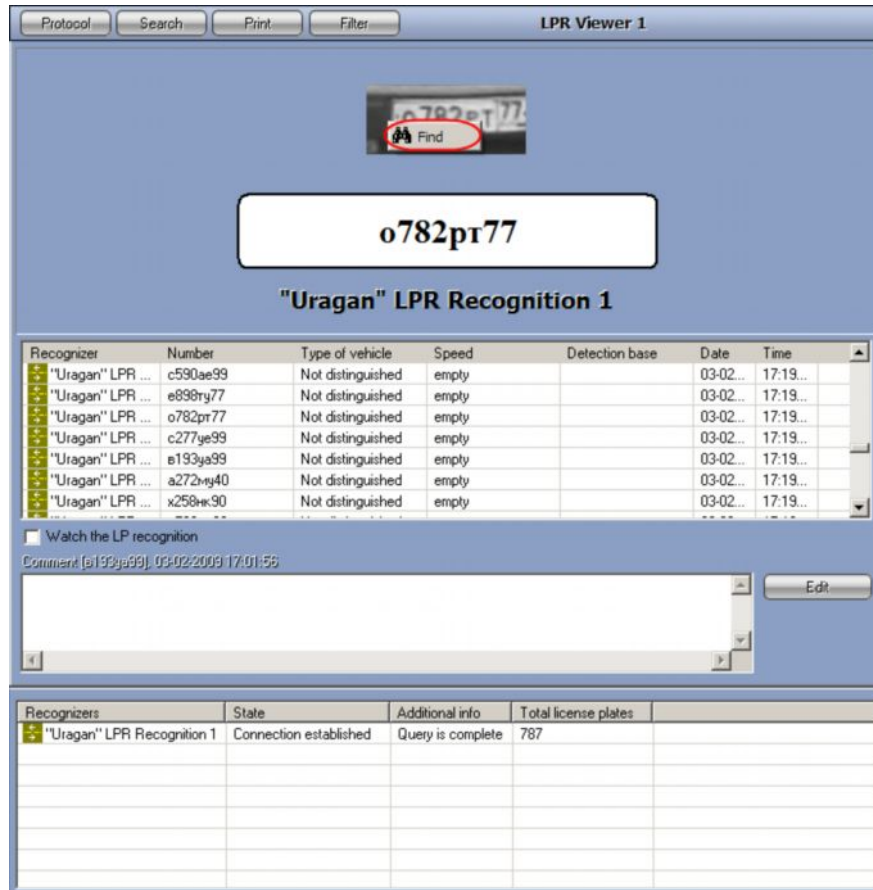 Protocol Search Print Filter LPR Viewer 1
о782рт 77
Find
о782рт77
"Uragan" LPR Recognition 1
Recognizer Number Type of vehicle Speed Detection base Date Time
"Uragan" LPR ... с590ае99 Not distinguished empty 03-02... 17:19...
"Uragan" LPR ... е898ту77 Not distinguished empty 03-02... 17:19...
"Uragan" LPR ... о782рт77 Not distinguished empty 03-02... 17:19...
"Uragan" LPR ... с277уе99 Not distinguished empty 03-02... 17:19...
"Uragan" LPR ... в193уа99 Not distinguished empty 03-02... 17:19...
"Uragan" LPR ... а272му40 Not distinguished empty 03-02... 17:19...
"Uragan" LPR ... х258нк90 Not distinguished empty 03-02... 17:19...
Watch the LP recognition
Comment [в193уа99], 03-02-2009 17:01:56
Edit
Recognizers State Additional info Total license plates
"Uragan" LPR Recognition 1 Connection established Query is complete 787